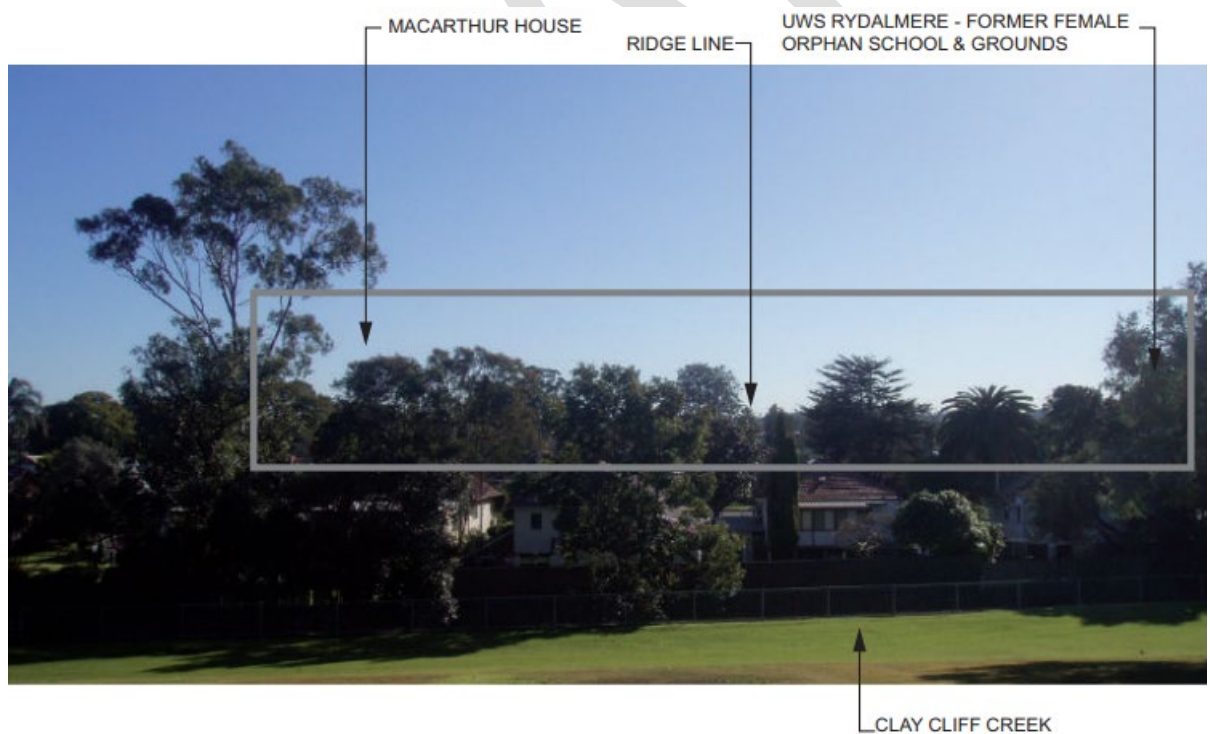 MACARTHUR HOUSE
RIDGE LINE
UWS RYDALMERE - FORMER FEMALE
ORPHAN SCHOOL & GROUNDS
CLAY CLIFF CREEK